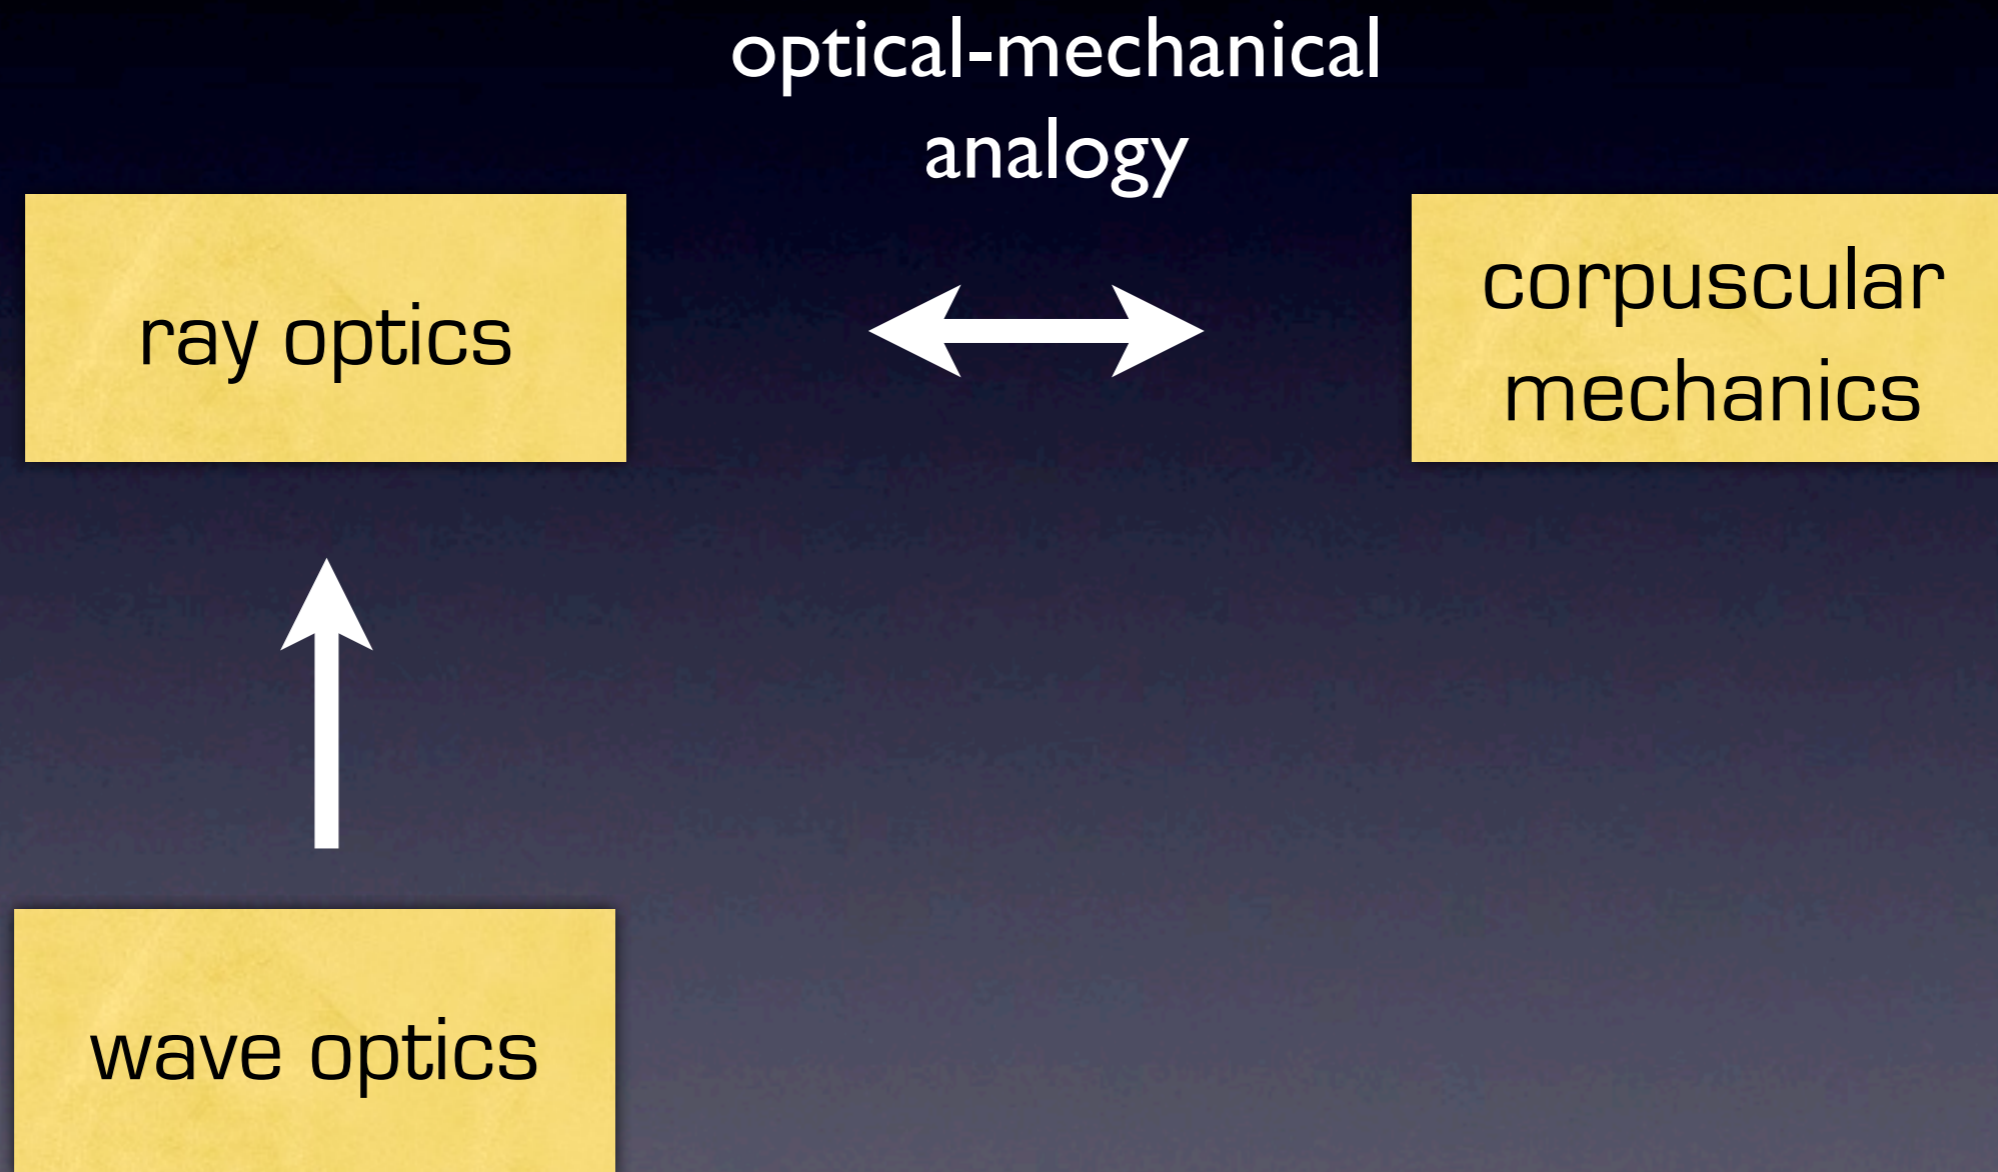 optical-mechanical
analogy
ray optics
corpuscular
mechanics
wave optics